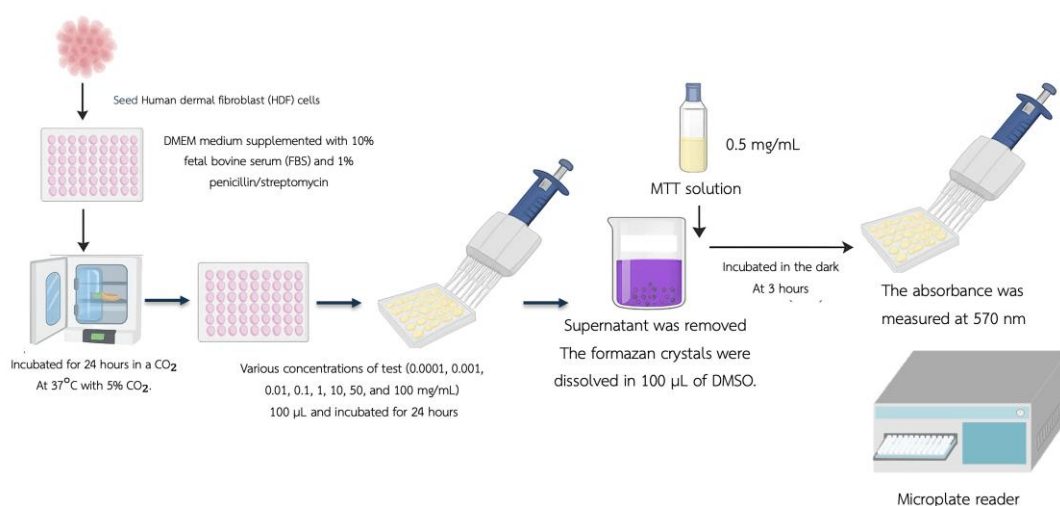 Seed Human dermal fibroblast (HDF) cells
DMEM medium supplemented with 10%
fetal bovine serum (FBS) and 1%
penicillin/streptomycin
Incubated for 24 hours in a CO2
At 37°C with 5% CO2.
Various concentrations of test (0.0001, 0.001,
0.01, 0.1, 1, 10, 50, and 100 mg/mL)
100 µL and incubated for 24 hours
0.5 mg/mL
MTT solution
Supernatant was removed
The formazan crystals were
dissolved in 100 µL of DMSO.
Incubated in the dark
At 3 hours
The absorbance was
measured at 570 nm
Microplate reader